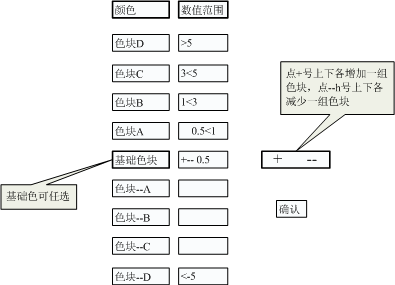 颜色 数值范围
色块D >5
色块C 3<5
点+号上下各增加一组
色块，点--h号上下各
减少一组色块
色块B 1<3
色块A 0.5<1
基础色块 +-- 0.5 + --
基础色可任选
色块--A
色块--B
确认
色块--C
色块--D <-5